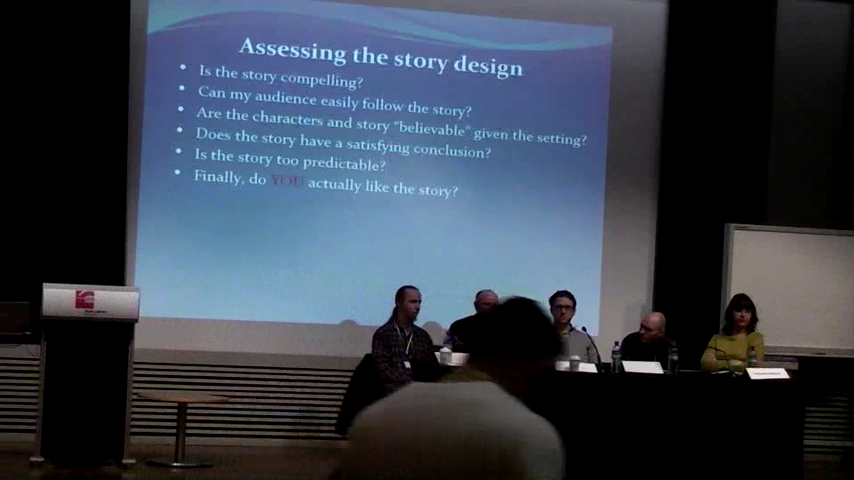 Assessing the story design
• Is the story compelling?
• Can my audience easily follow the story?
• Are the characters and story "believable" given the setting?
• Does the story have a satisfying conclusion?
• Is the story too predictable?
• Finally, do YOU actually like the story?